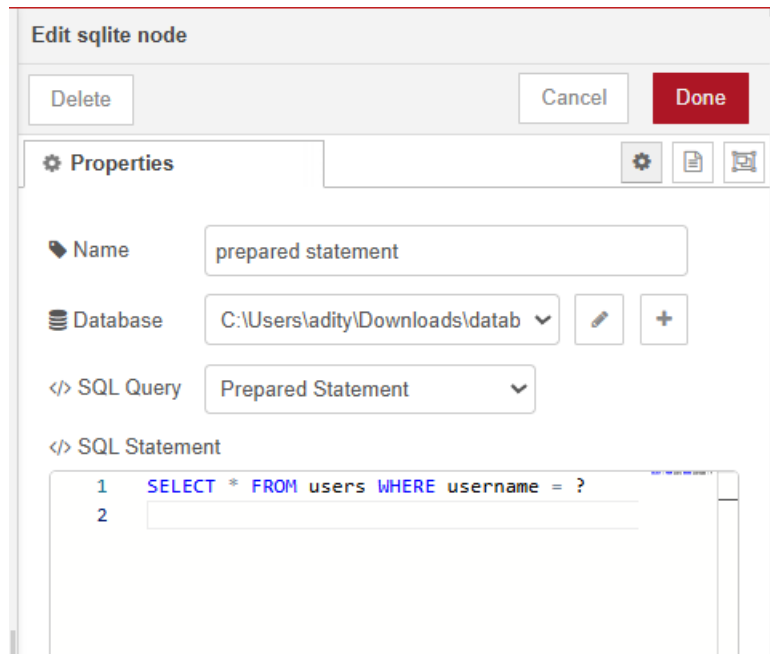 Edit sqlite node
Delete Cancel Done
Properties
Name prepared statement
Database C:\Users\adity\Downloads\datab
</> SQL Query Prepared Statement
</> SQL Statement
1 SELECT * FROM users WHERE username = ?
2